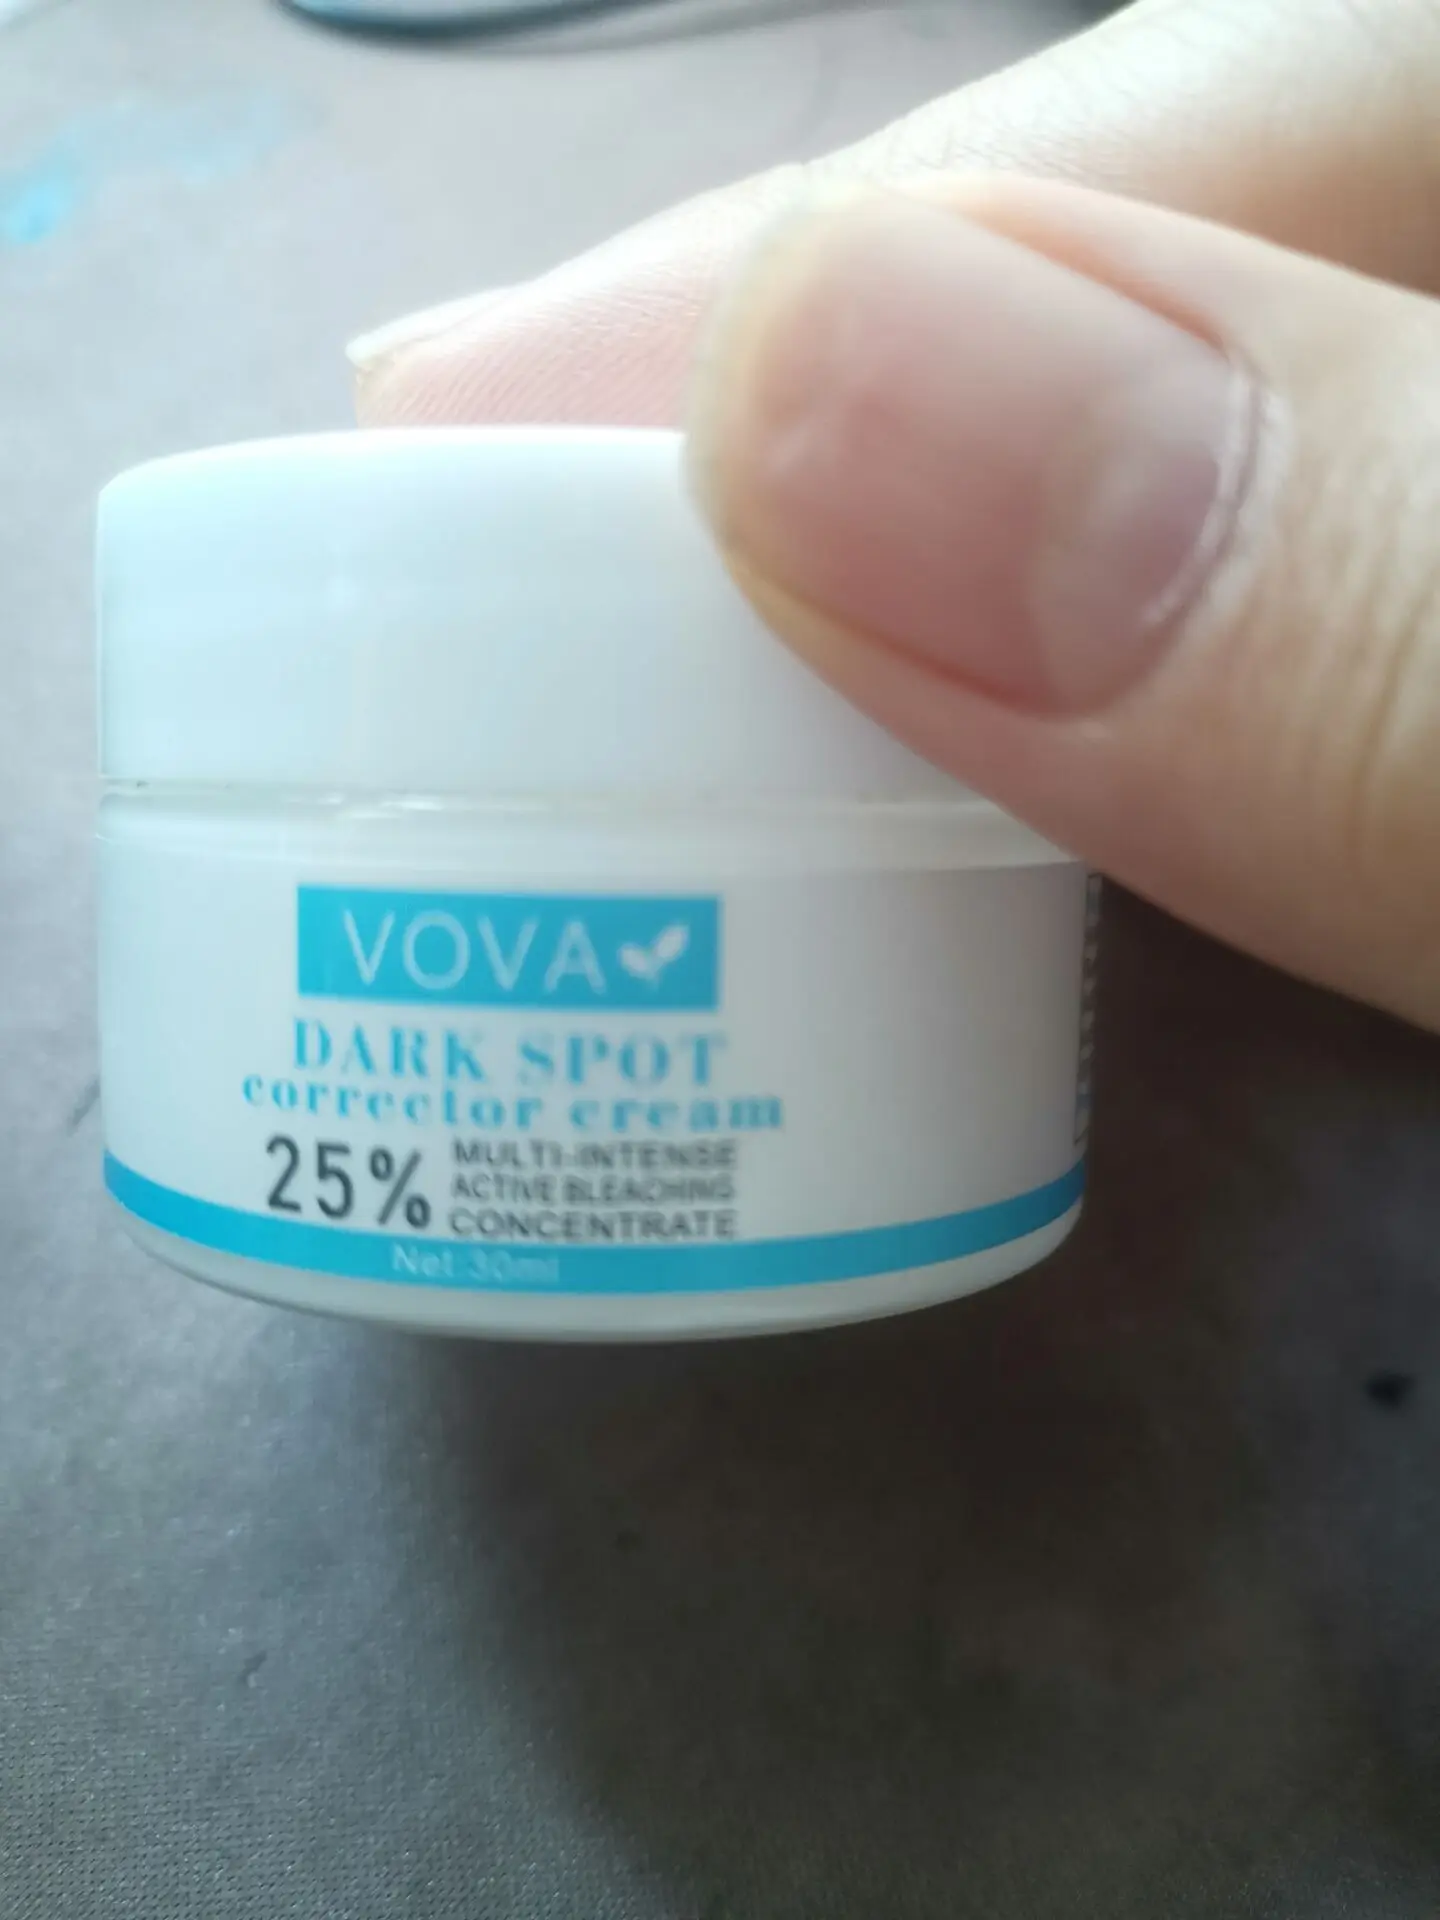 VOVA
DARK SPOT
corrector cream
25% MULTI-INTENSE
ACTIVE BLEACHING
CONCENTRATE
Net:30ml